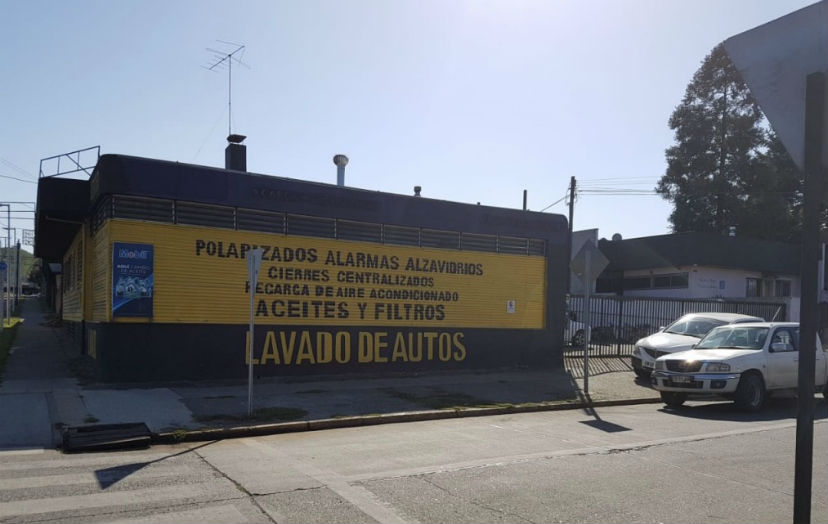 POLARIZADOS ALARMAS ALZAVIDRIOS
CIERRES CENTRALIZADOS
RECARGA DE AIRE ACONDICIONADO
ACEITES Y FILTROS
LAVADO DE AUTOS
Mobil